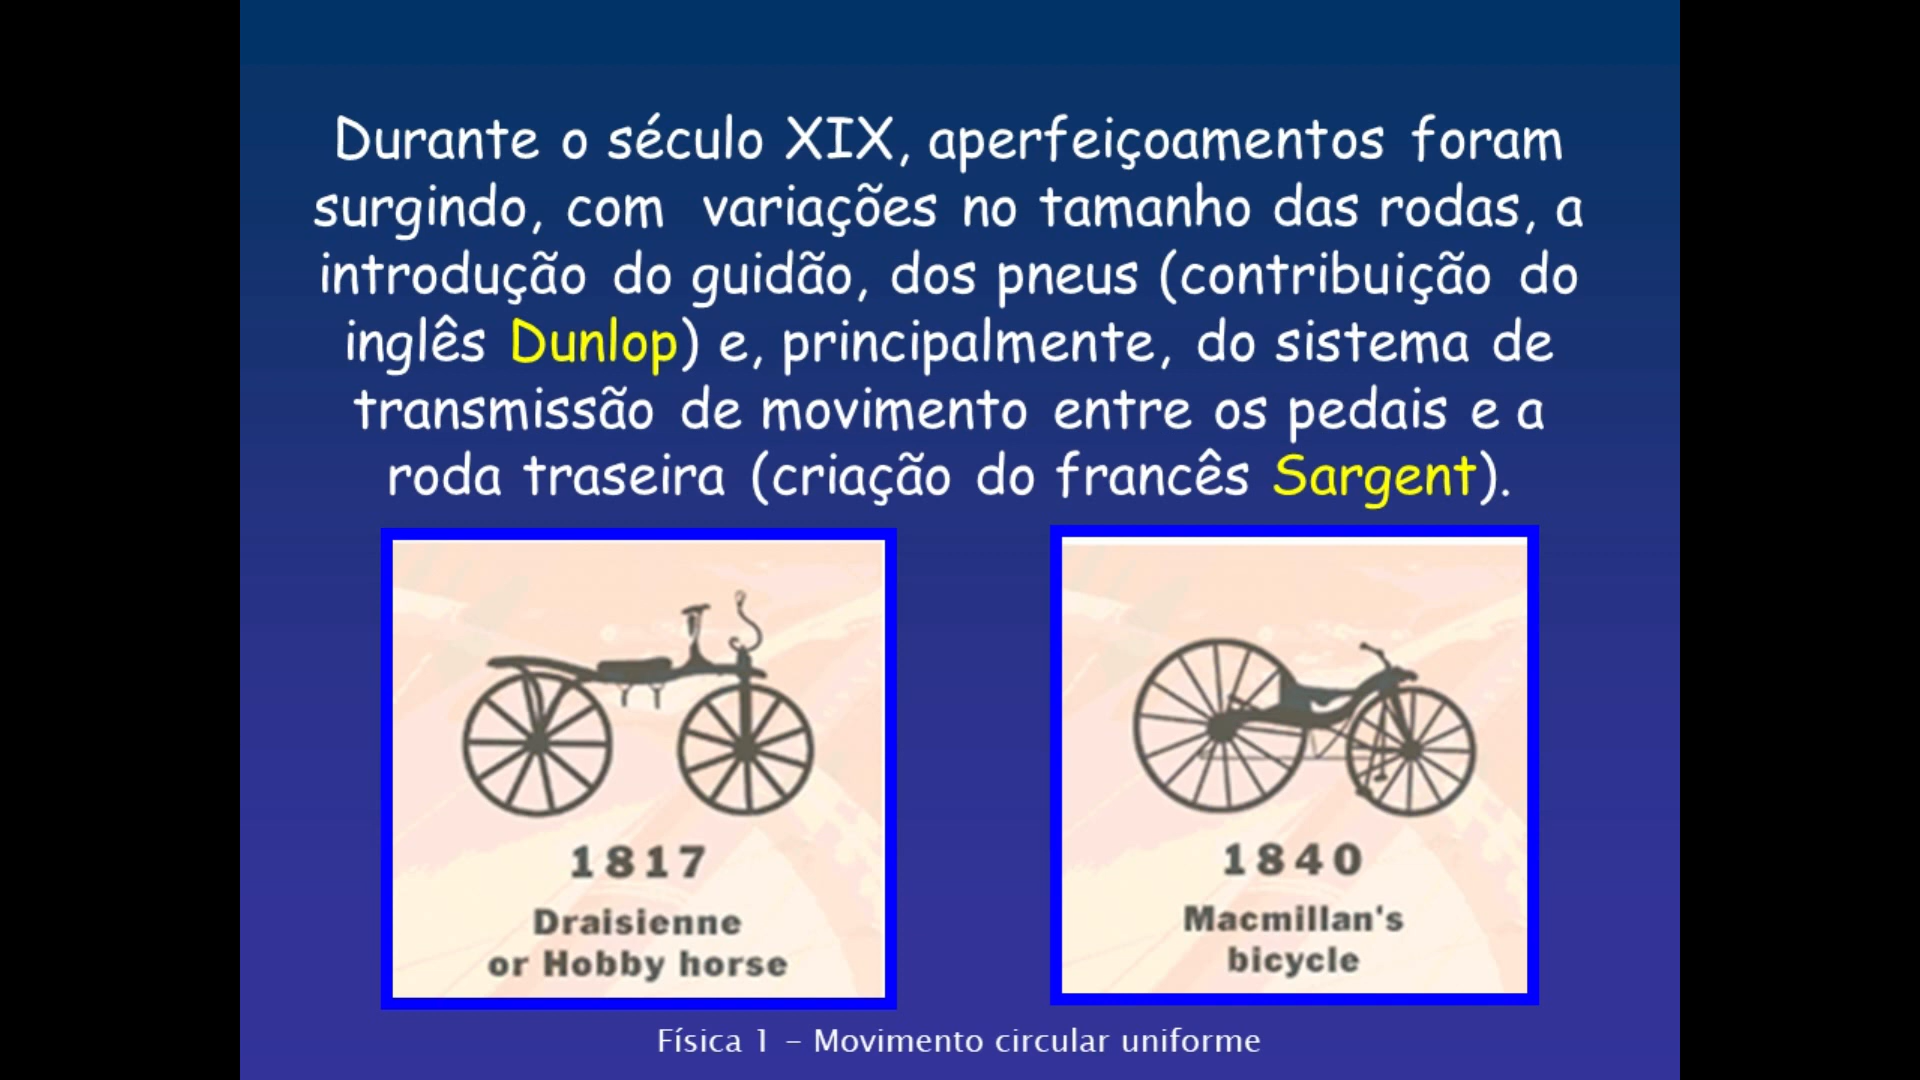 Durante o século XIX, aperfeiçoamentos foram
surgindo, com variações no tamanho das rodas, a
introdução do guidão, dos pneus (contribuição do
inglês Dunlop) e, principalmente, do sistema de
transmissão de movimento entre os pedais e a
roda traseira (criação do francês Sargent).
1817
Draisienne
or Hobby horse
1840
Macmillan's
bicycle
Física 1 - Movimento circular uniforme